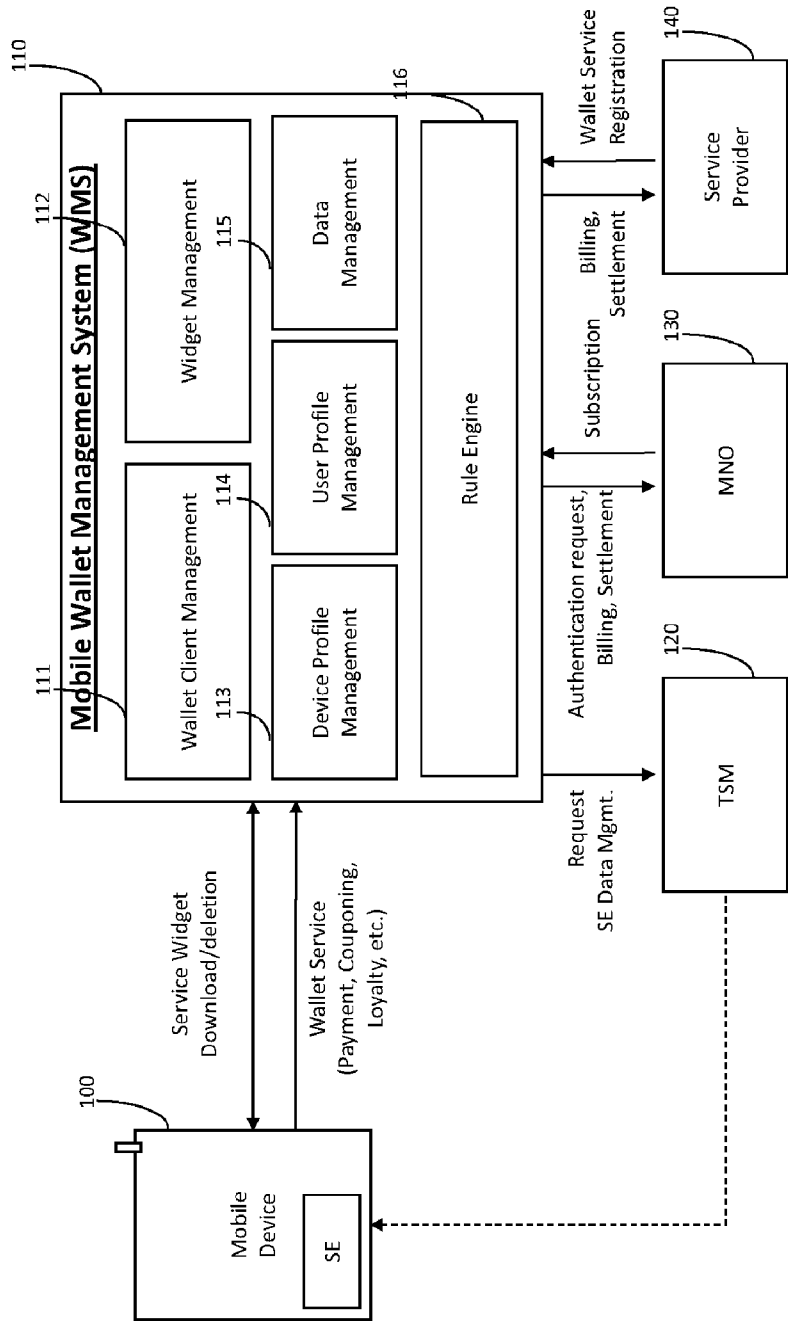 110
Mobile Wallet Management System (WMS)
111
Wallet Client Management
112
Widget Management
113
Device Profile
Management
114
User Profile
Management
115
Data
Management
116
Rule Engine
100
Mobile
Device
SE
Service Widget
Download/deletion
Wallet Service
(Payment, Couponing,
Loyalty, etc.)
Request
SE Data Mgmt.
Authentication request,
Billing, Settlement
Subscription
Billing,
Settlement
Wallet Service
Registration
120
TSM
130
MNO
140
Service
Provider